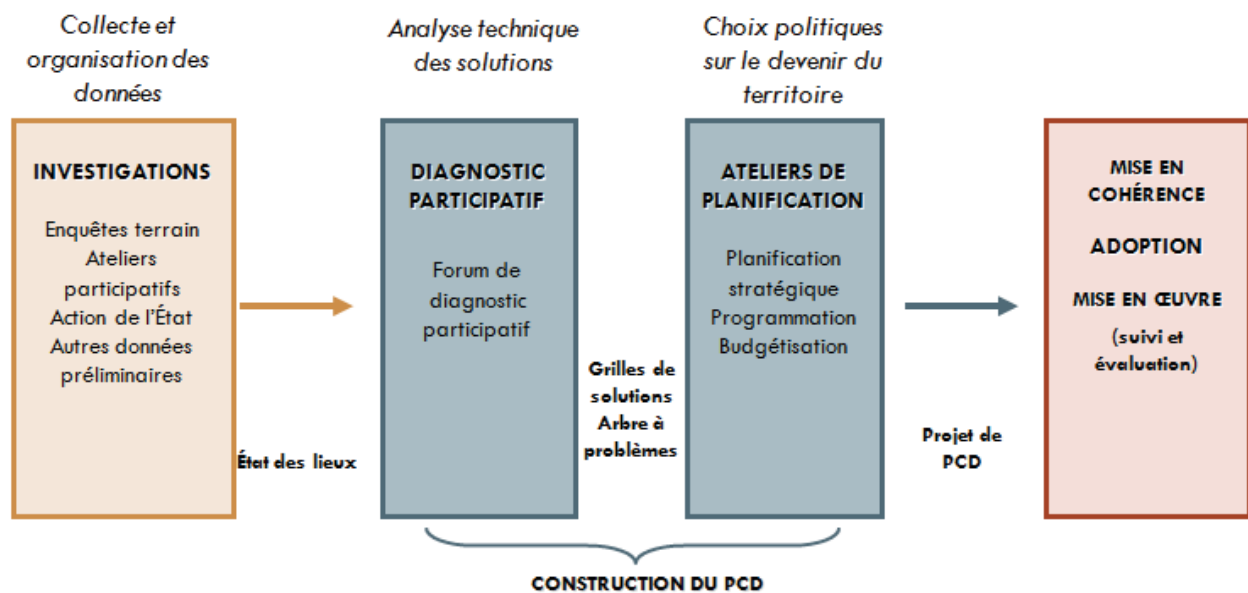 Collecte et
organisation des
données
Analyse technique
des solutions
Choix politiques
sur le devenir du
territoire
INVESTIGATIONS
Enquêtes terrain
Ateliers
participatifs
Action de l'État
Autres données
préliminaires
État des lieux
DIAGNOSTIC
PARTICIPATIF
Forum de
diagnostic
participatif
Grilles de
solutions
Arbre à
problèmes
ATELIERS DE
PLANIFICATION
Planification
stratégique
Programmation
Budgétisation
Projet de
PCD
MISE EN
COHÉRENCE
ADOPTION
MISE EN ŒUVRE
(suivi et
évaluation)
CONSTRUCTION DU PCD